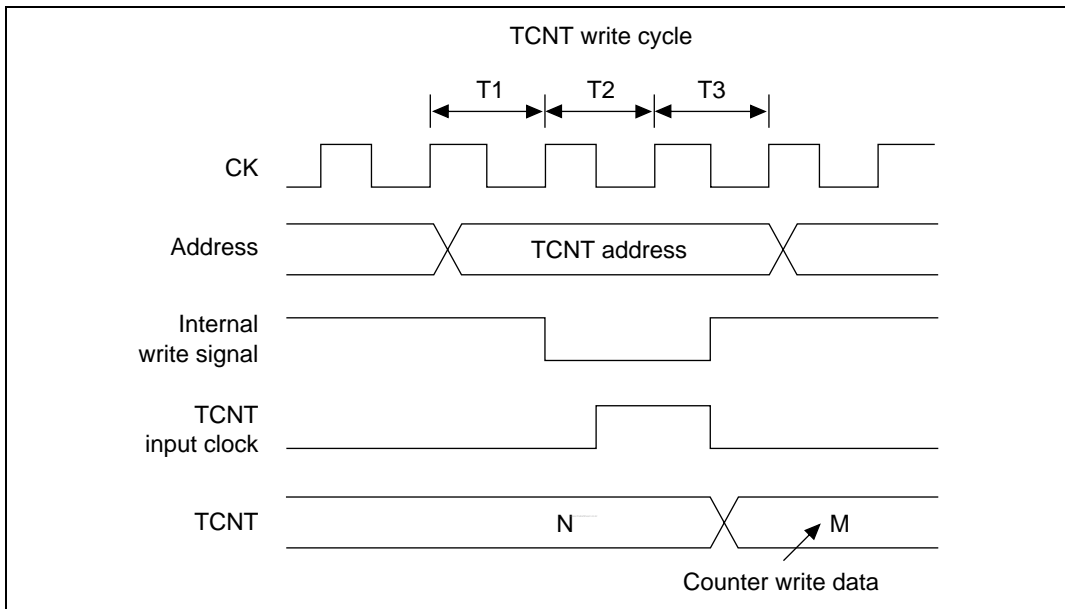 TCNT write cycle
T1 T2 T3
CK
Address
TCNT address
Internal
write signal
TCNT
input clock
TCNT
N
M
Counter write data